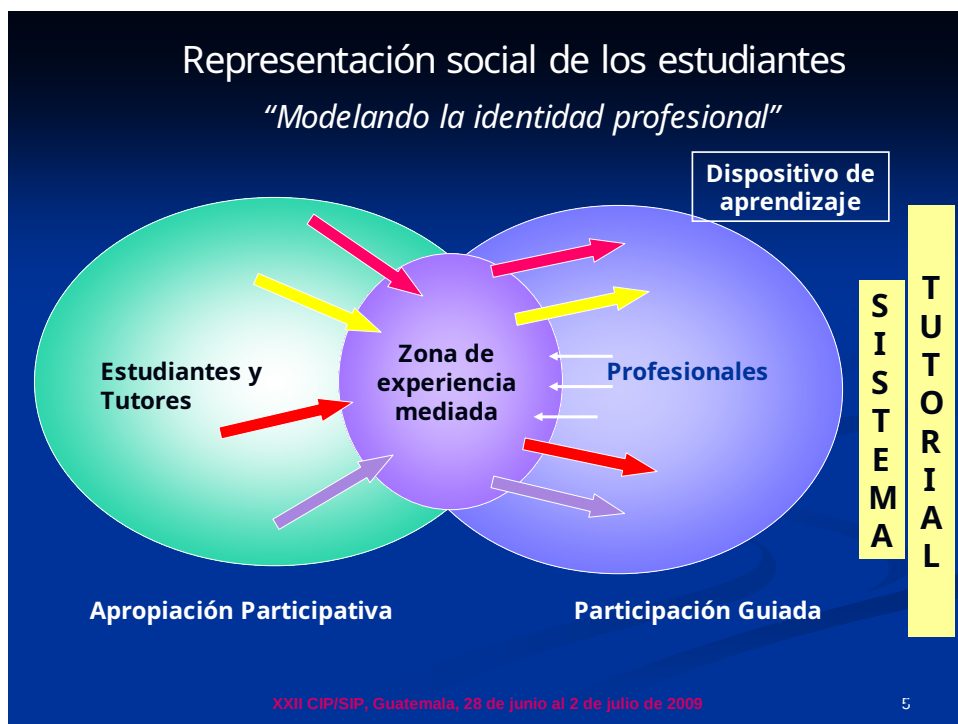 Representación social de los estudiantes
“Modelando la identidad profesional”
Dispositivo de
aprendizaje
Estudiantes y
Tutores
Zona de
experiencia
mediada
Profesionales
SISTEMA
TUTORIAL
Apropiación Participativa
Participación Guiada
XXII CIP/SIP, Guatemala, 28 de junio al 2 de julio de 2009
5